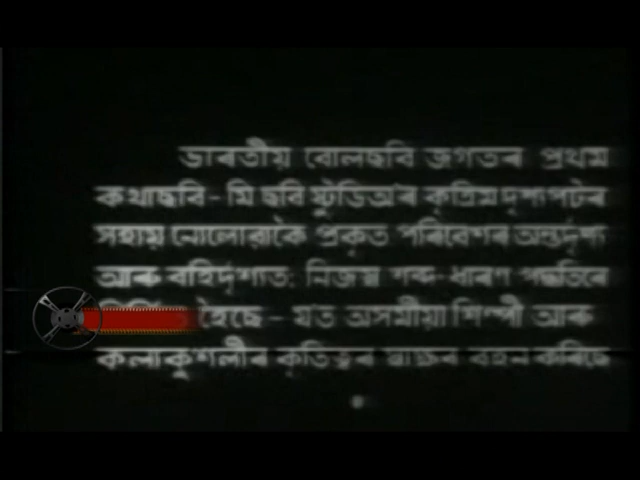 ভাৰতীয় বোলছবি জগতৰ প্ৰথম
কথাছবি - যি ছবি ষ্টুডিঅ'ৰ কৃত্ৰিম দৃশ্যপটৰ
সহায় নোলোৱাকৈ প্ৰকৃত পৰিবেশৰ অন্তৰ্দৃশ্য
আৰু বহিৰ্দৃশ্যত নিজস্ব শব্দ-ধাৰণ পদ্ধতিৰে
হৈছে - য'ত অসমীয়া শিল্পী আৰু
কলাকুশলীৰ কৃতিত্বৰ স্বাক্ষৰ বহন কৰিছে